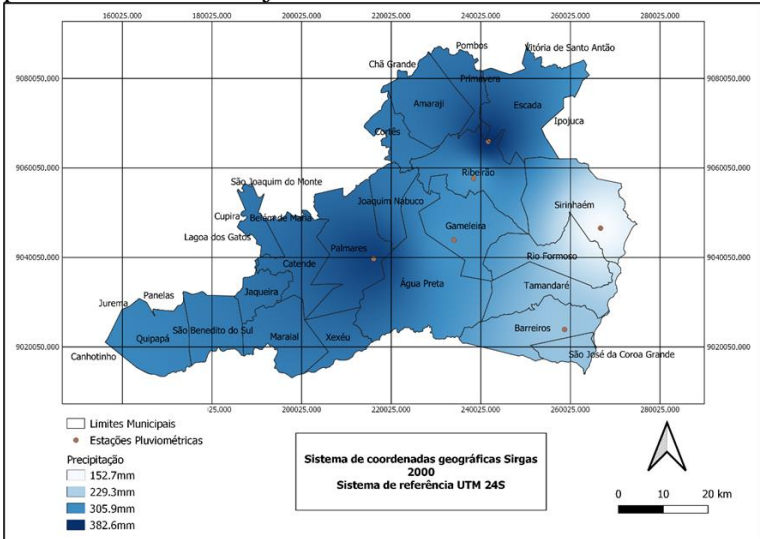 160025.000 180025.000 200025.000 220025.000 240025.000 260025.000 280025.000
Pombos
Vitória de Santo Antão
Chã Grande
9080050.000 Primavera 9080050.000
Amaraji Escada
Ipojuca
Cortês
9060050.000 9060050.000
Ribeirão
São Joaquim do Monte
Joaquim Nabuco Sirinhaém
Cupira Belém de Maria
Gameleira
Lagoa dos Gatos Palmares
9040050.000 Rio Formoso 9040050.000
Catende
Água Preta Tamandaré
Jaqueira
Jurema Panelas
São Benedito do Sul Barreiros
Quipapá Maraial Xexéu
9020050.000 São José da Coroa Grande 9020050.000
Canhotinho
25.000 200025.000 220025.000 240025.000 260025.000 280025.000
Limites Municipais
Estações Pluviométricas
Precipitação
152.7mm
229.3mm
305.9mm
382.6mm
Sistema de coordenadas geográficas Sirgas
2000
Sistema de referência UTM 24S
0 10 20 km